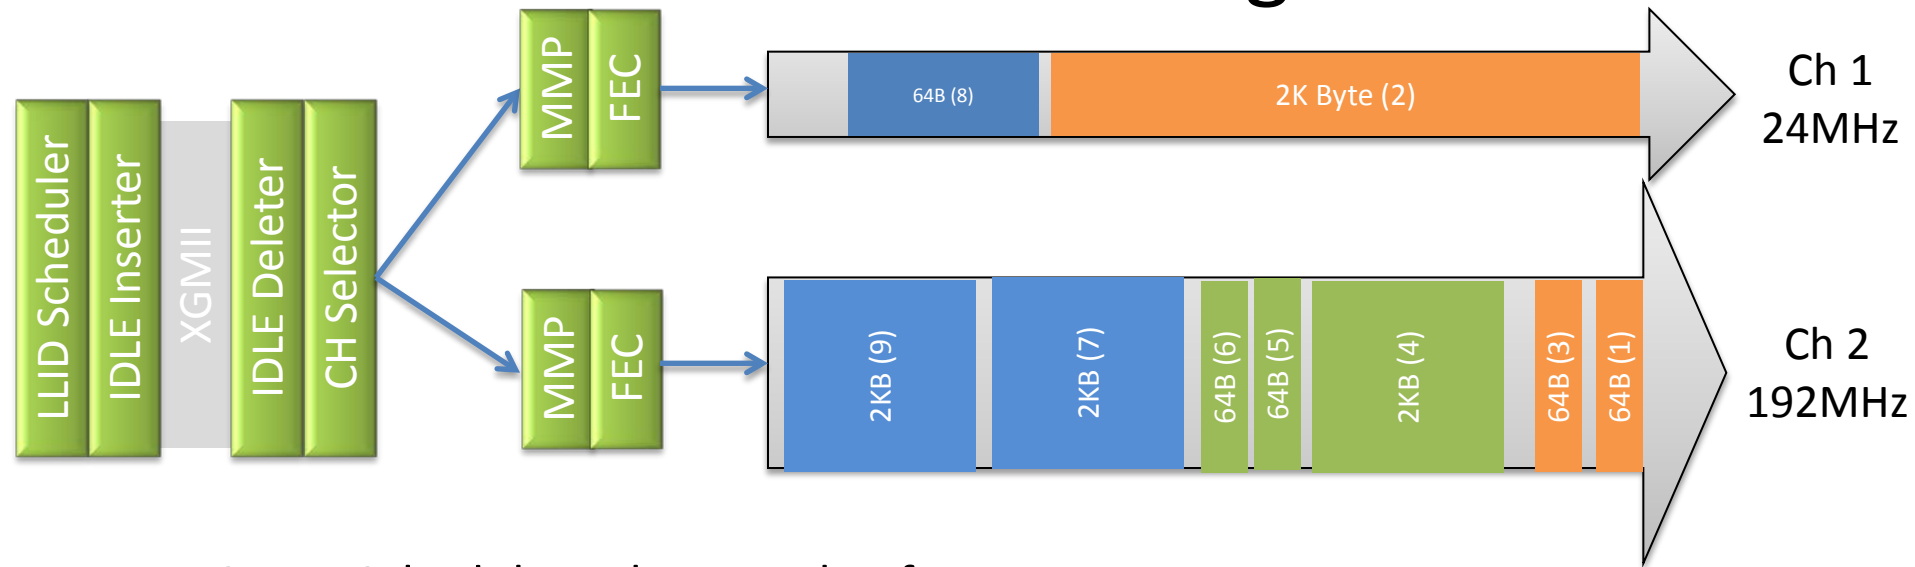 LLID Scheduler
IDLE Inserter
XGMII
IDLE Deleter
CH Selector
MMP
FEC
64B (8)
2K Byte (2)
Ch 1
24MHz
MMP
FEC
2KB (9)
2KB (7)
64B (6)
64B (5)
2KB (4)
64B (3)
64B (1)
Ch 2
192MHz